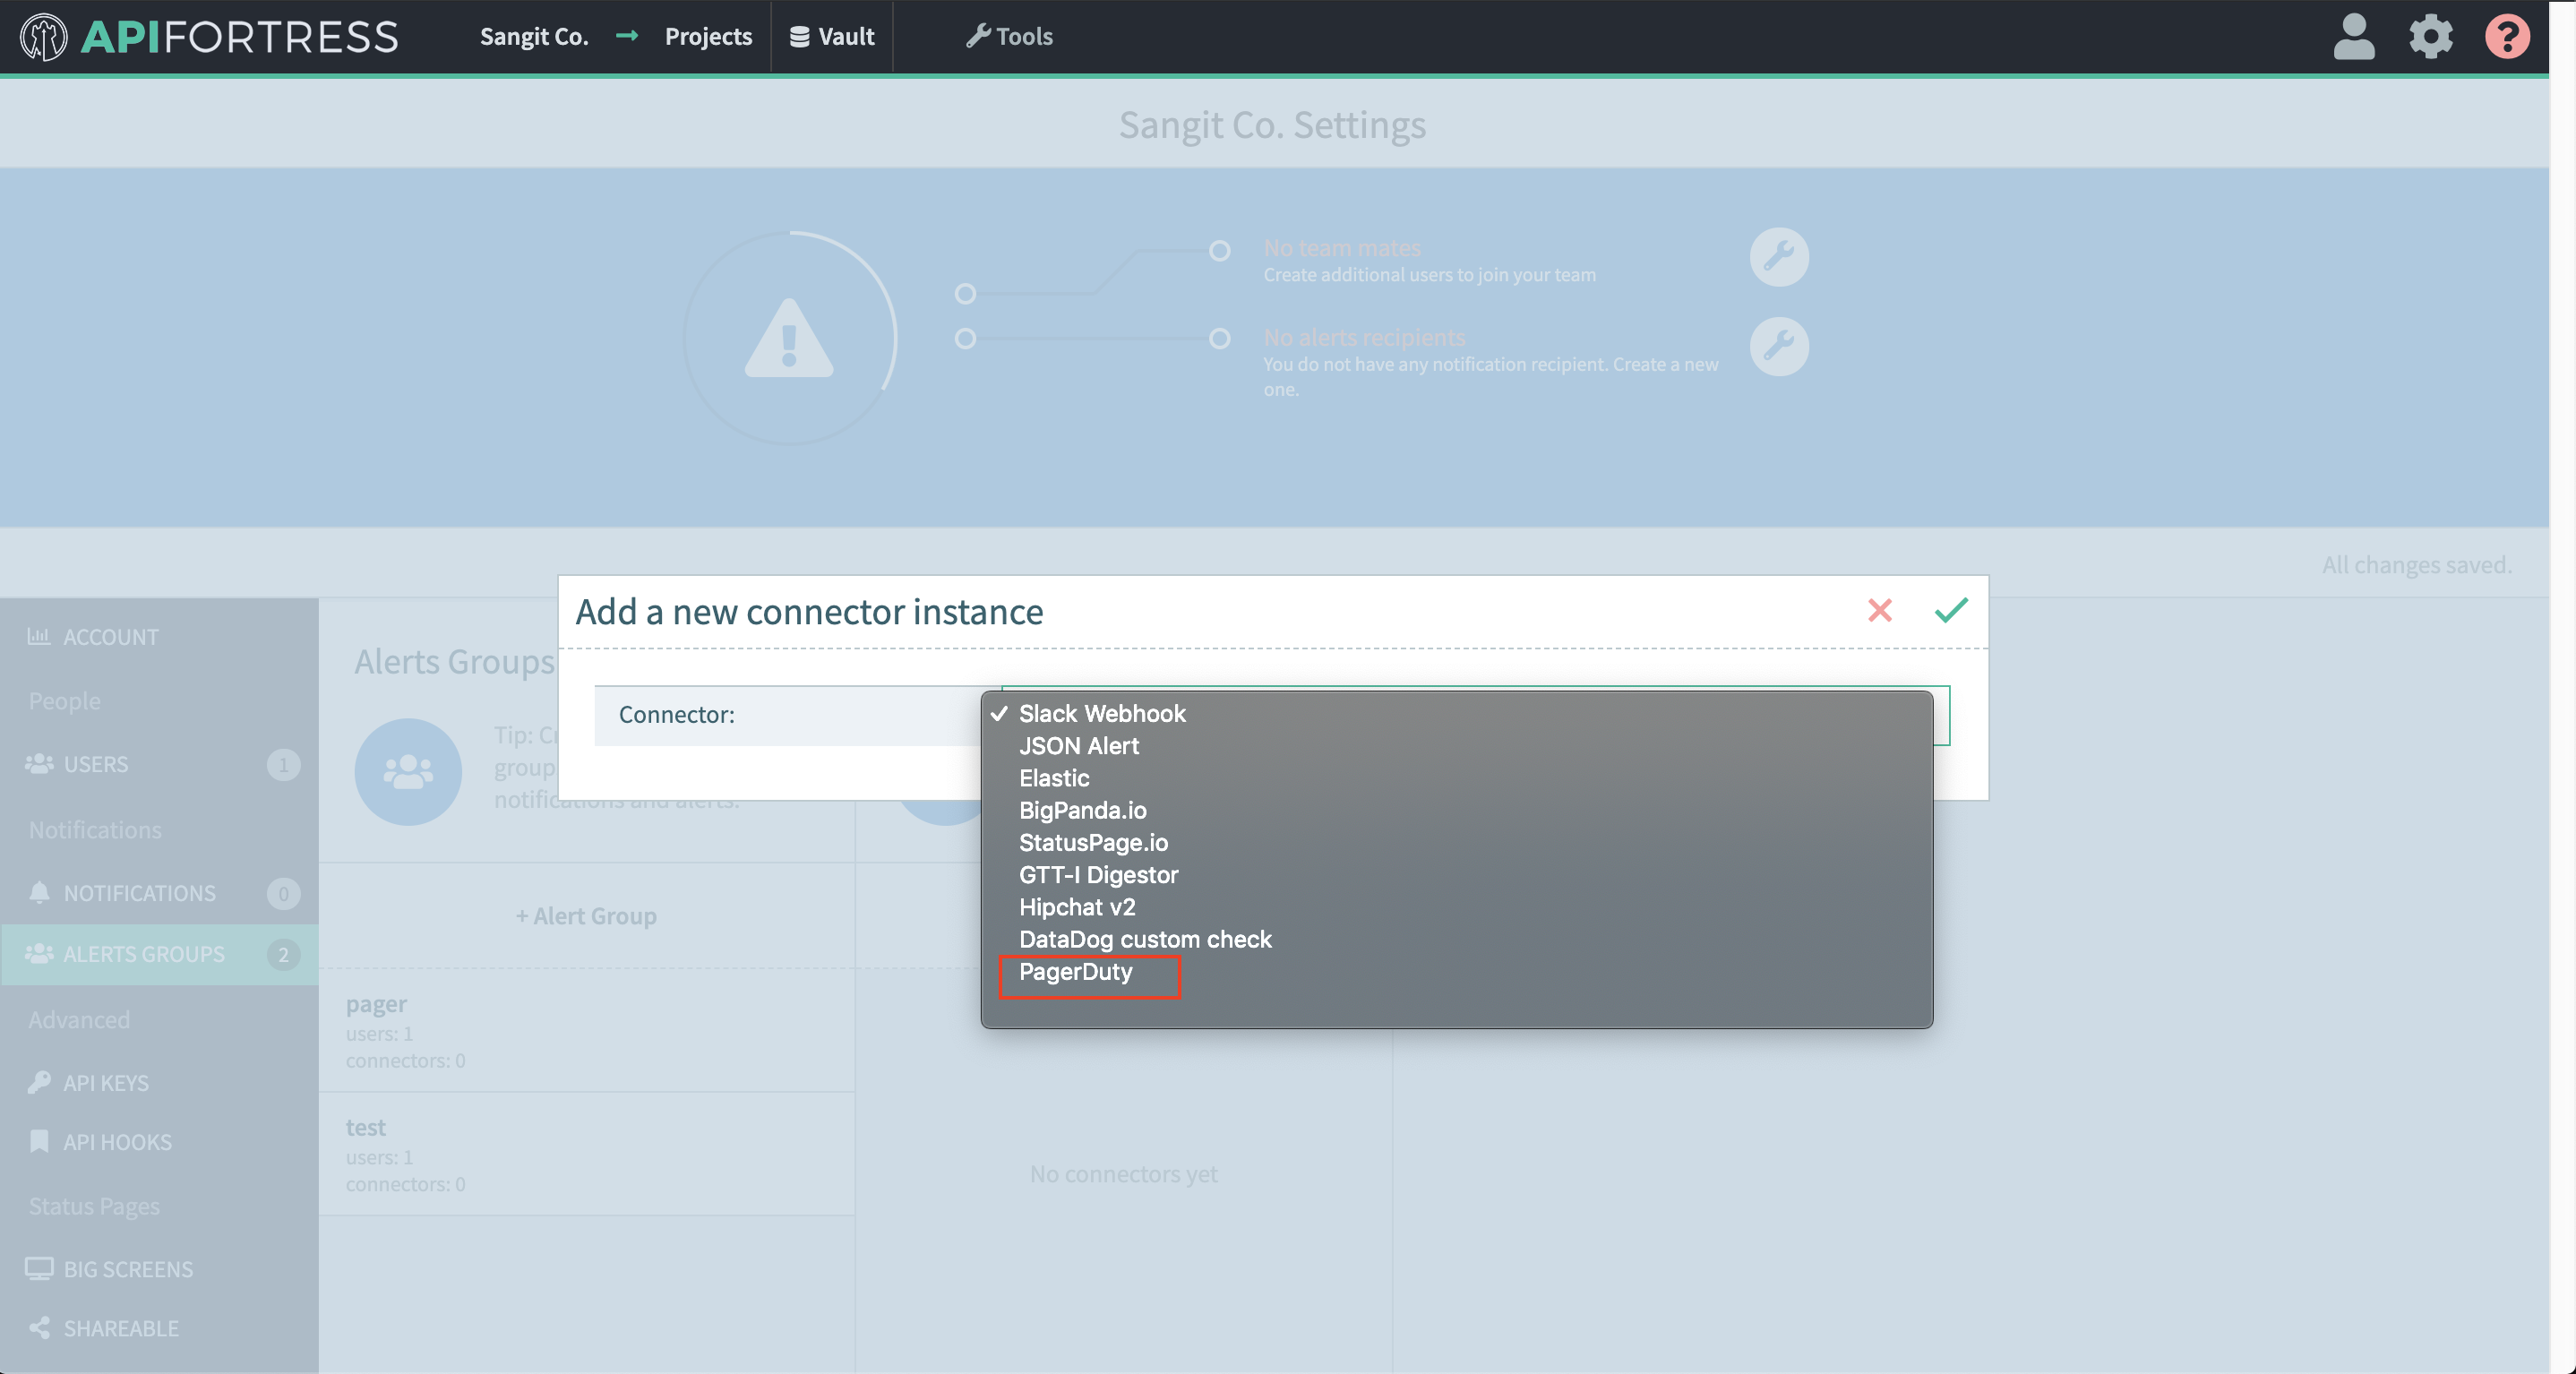 APIFORTRESS
Sangit Co. → Projects
Vault
Tools
?
Sangit Co. Settings
No team mates
Create additional users to join your team
No alerts recipients
You do not have any notification recipient. Create a new
one.
All changes saved.
Add a new connector instance
Connector:
✓ Slack Webhook
JSON Alert
Elastic
BigPanda.io
StatusPage.io
GTT-I Digestor
Hipchat v2
DataDog custom check
PagerDuty
ACCOUNT
People
USERS 1
Notifications
NOTIFICATIONS 0
ALERTS GROUPS 2
Advanced
API KEYS
API HOOKS
Status Pages
BIG SCREENS
SHAREABLE
Alerts Groups
Tip:
group
notifications and alerts.
+ Alert Group
pager
users: 1
connectors: 0
test
users: 1
connectors: 0
No connectors yet